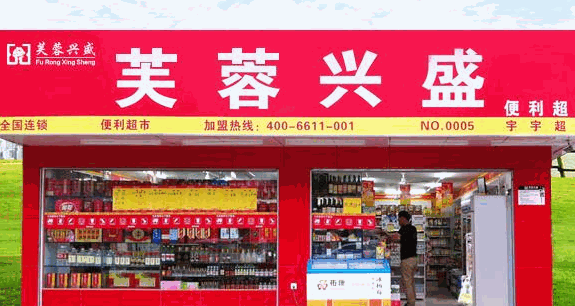 芙蓉兴盛
Fu Rong Xing Sheng
芙蓉兴盛
便利超
全国连锁 便利超市 加盟热线：400-6611-001 NO.0005 宇宇超